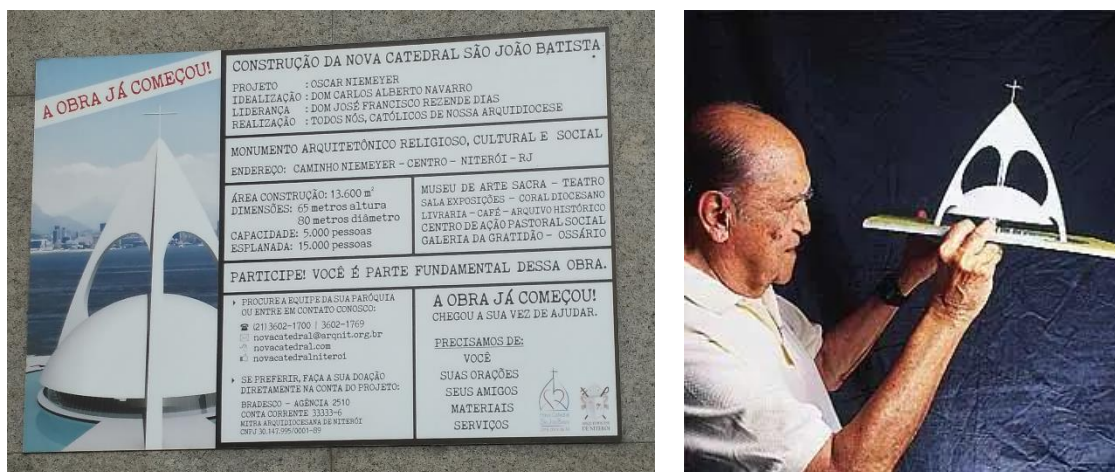 A OBRA JÁ COMEÇOU!
CONSTRUÇÃO DA NOVA CATEDRAL SÃO JOÃO BATISTA
PROJETO : OSCAR NIEMEYER
IDEALIZAÇÃO : DOM CARLOS ALBERTO NAVARRO
LIDERANÇA : DOM JOSÉ FRANCISCO REZENDE DIAS
REALIZAÇÃO : TODOS NÓS, CATÓLICOS DE NOSSA ARQUIDIOCESE
MONUMENTO ARQUITETÔNICO RELIGIOSO, CULTURAL E SOCIAL
ENDEREÇO: CAMINHO NIEMEYER - CENTRO - NITERÓI - RJ
ÁREA CONSTRUÇÃO: 13.600 m²
DIMENSÕES: 65 metros altura
80 metros diâmetro
CAPACIDADE: 5.000 pessoas
ESPLANADA: 15.000 pessoas
MUSEU DE ARTE SACRA - TEATRO
SALA EXPOSIÇÕES - CORAL DIOCESANO
LIVRARIA - CAFÉ - ARQUIVO HISTÓRICO
CENTRO DE AÇÃO PASTORAL SOCIAL
GALERIA DA GRATIDÃO - OSSÁRIO
PARTICIPE! VOCÊ É PARTE FUNDAMENTAL DESSA OBRA.
PROCURE A EQUIPE DA SUA PARÓQUIA
OU ENTRE EM CONTATO CONOSCO:
(21) 3602-1700 | 3602-1769
novacatedral@arqnit.org.br
novacatedral.com
novacatedralniteroi
SE PREFERIR, FAÇA A SUA DOAÇÃO
DIRETAMENTE NA CONTA DO PROJETO:
BRADESCO - AGÊNCIA 2510
CONTA CORRENTE 33333-6
MITRA ARQUIDIOCESANA DE NITERÓI
CNPJ 30.147.995/0001-89
A OBRA JÁ COMEÇOU!
CHEGOU A SUA VEZ DE AJUDAR.
PRECISAMOS DE:
VOCÊ
SUAS ORAÇÕES
SEUS AMIGOS
MATERIAIS
SERVIÇOS